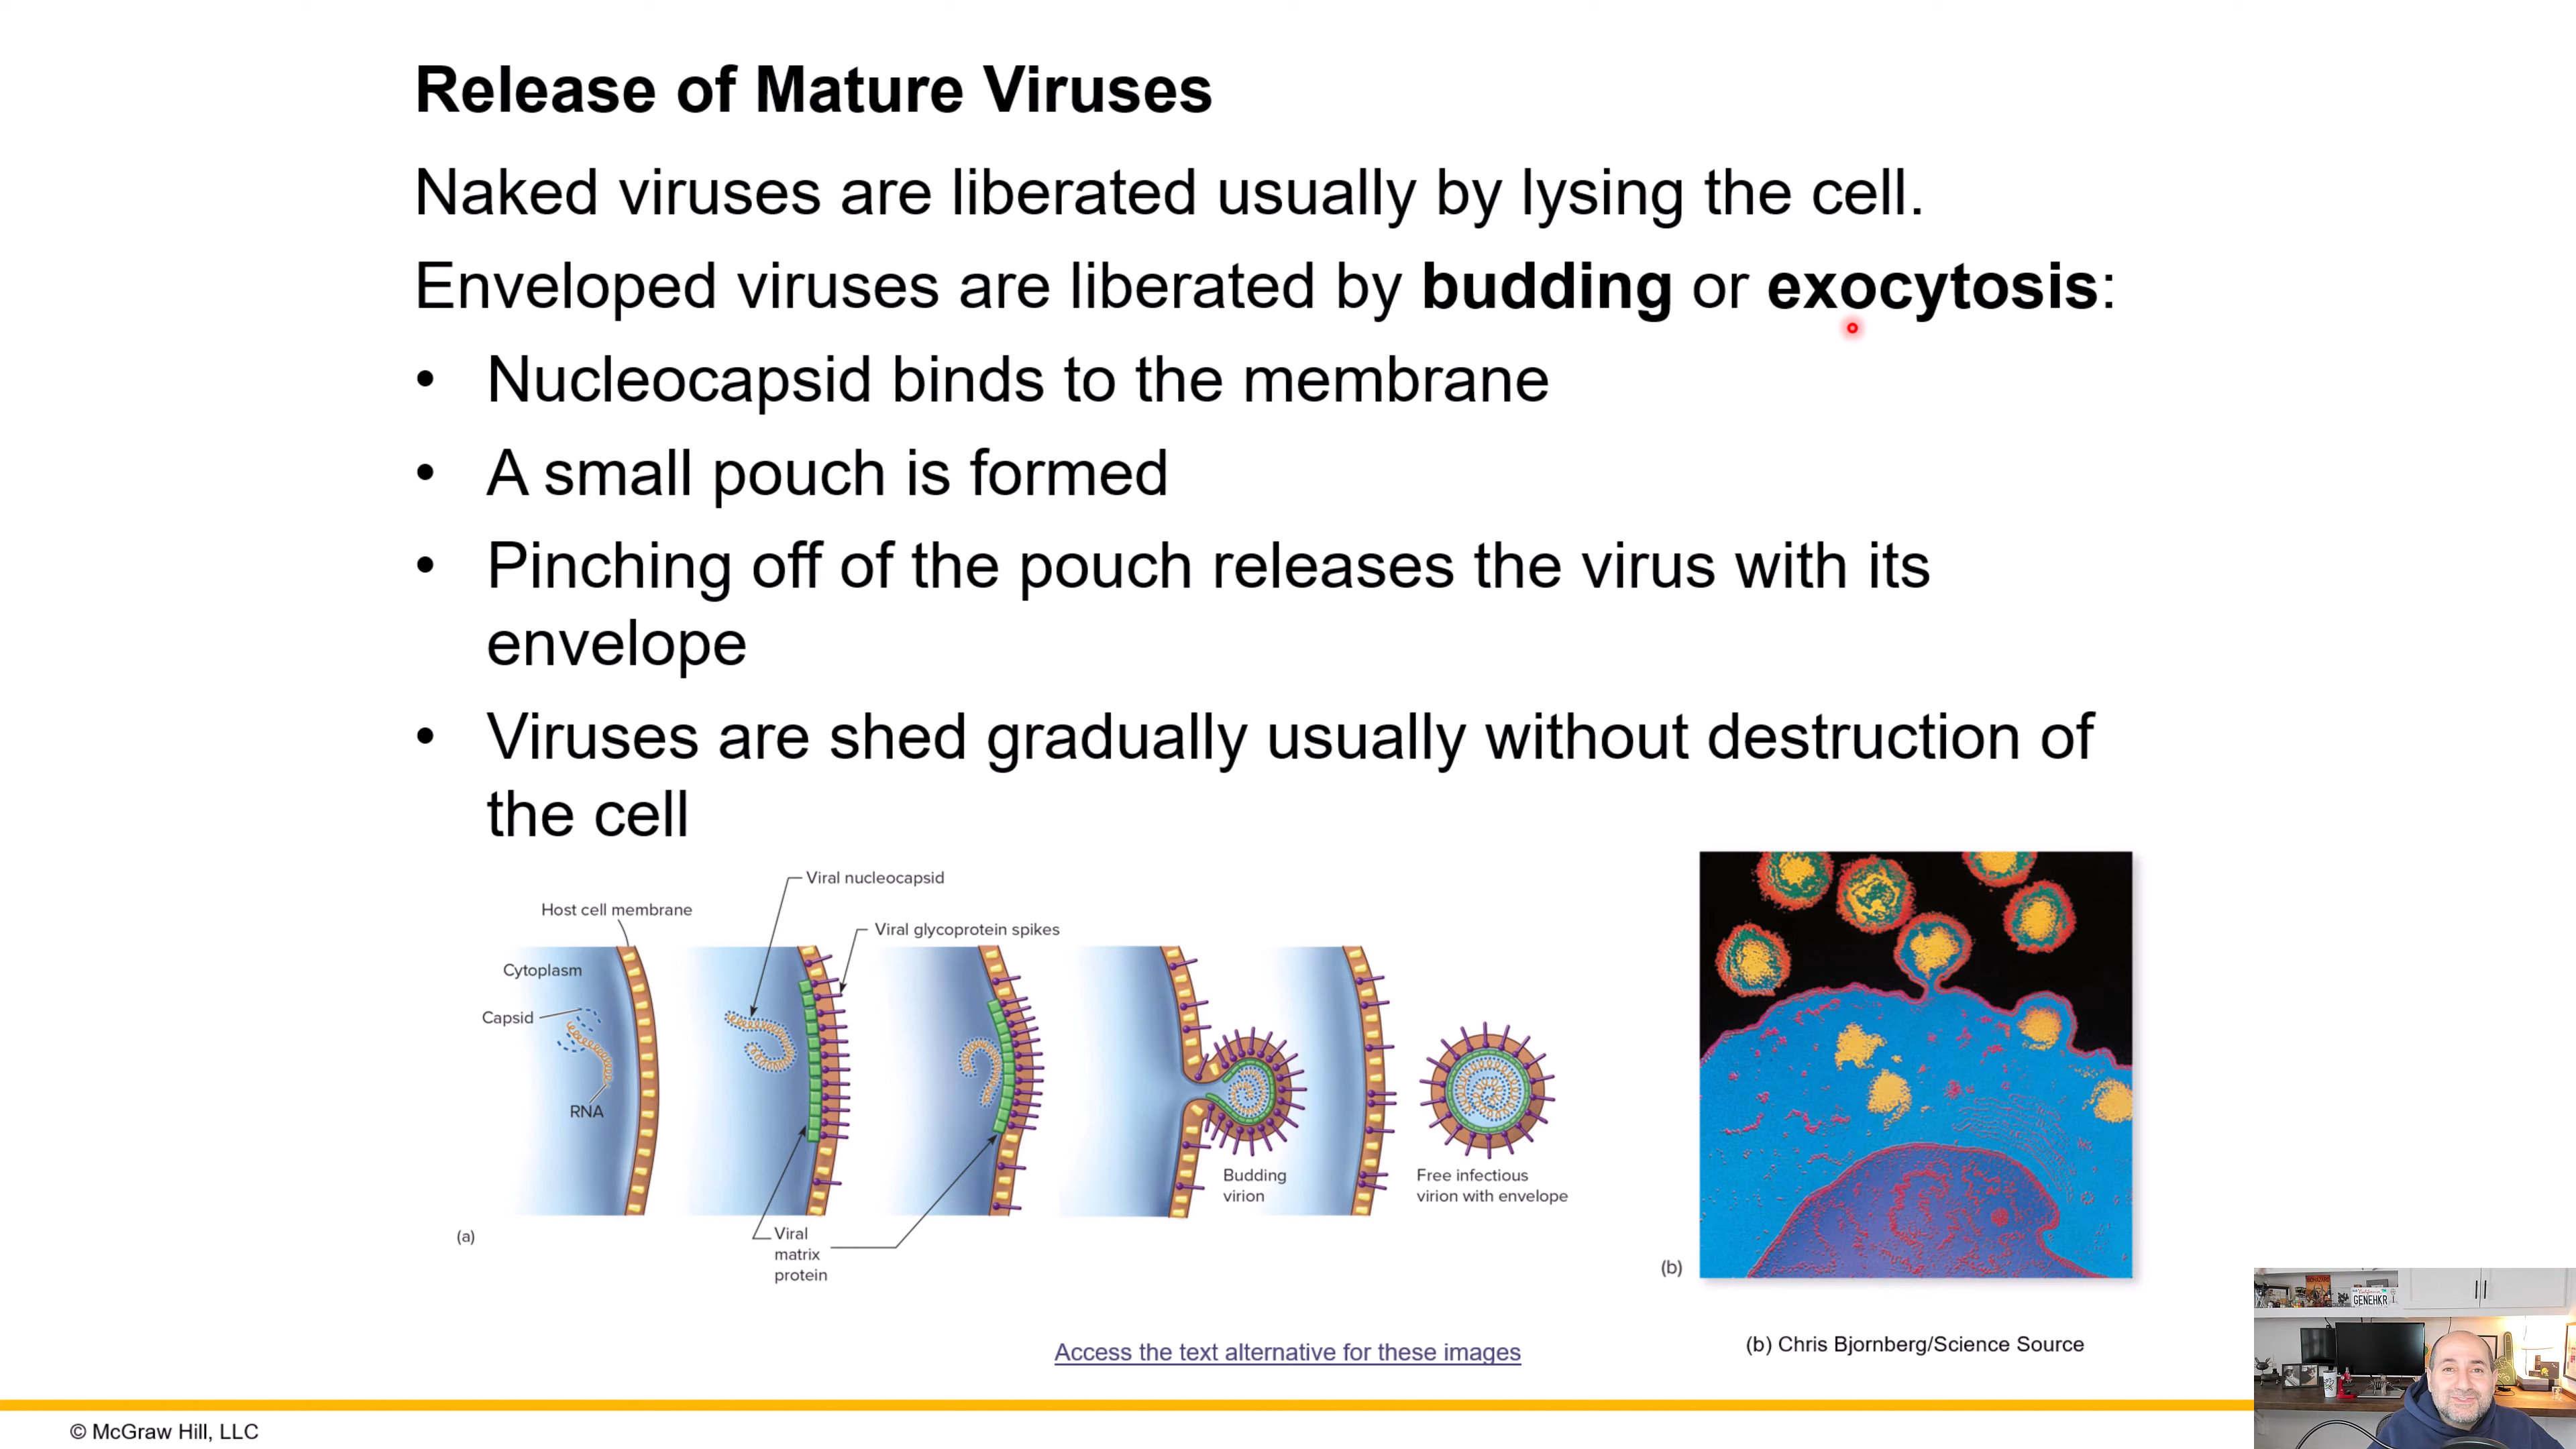 Release of Mature Viruses
Naked viruses are liberated usually by lysing the cell.
Enveloped viruses are liberated by budding or exocytosis:
• Nucleocapsid binds to the membrane
• A small pouch is formed
• Pinching off of the pouch releases the virus with its
envelope
• Viruses are shed gradually usually without destruction of
the cell
Viral nucleocapsid
Host cell membrane
Viral glycoprotein spikes
Cytoplasm
Capsid
RNA
Budding
virion
Free infectious
virion with envelope
Viral
matrix
protein
(a)
(b)
GENEHKR
(b) Chris Bjornberg/Science Source
Access the text alternative for these images
© McGraw Hill, LLC